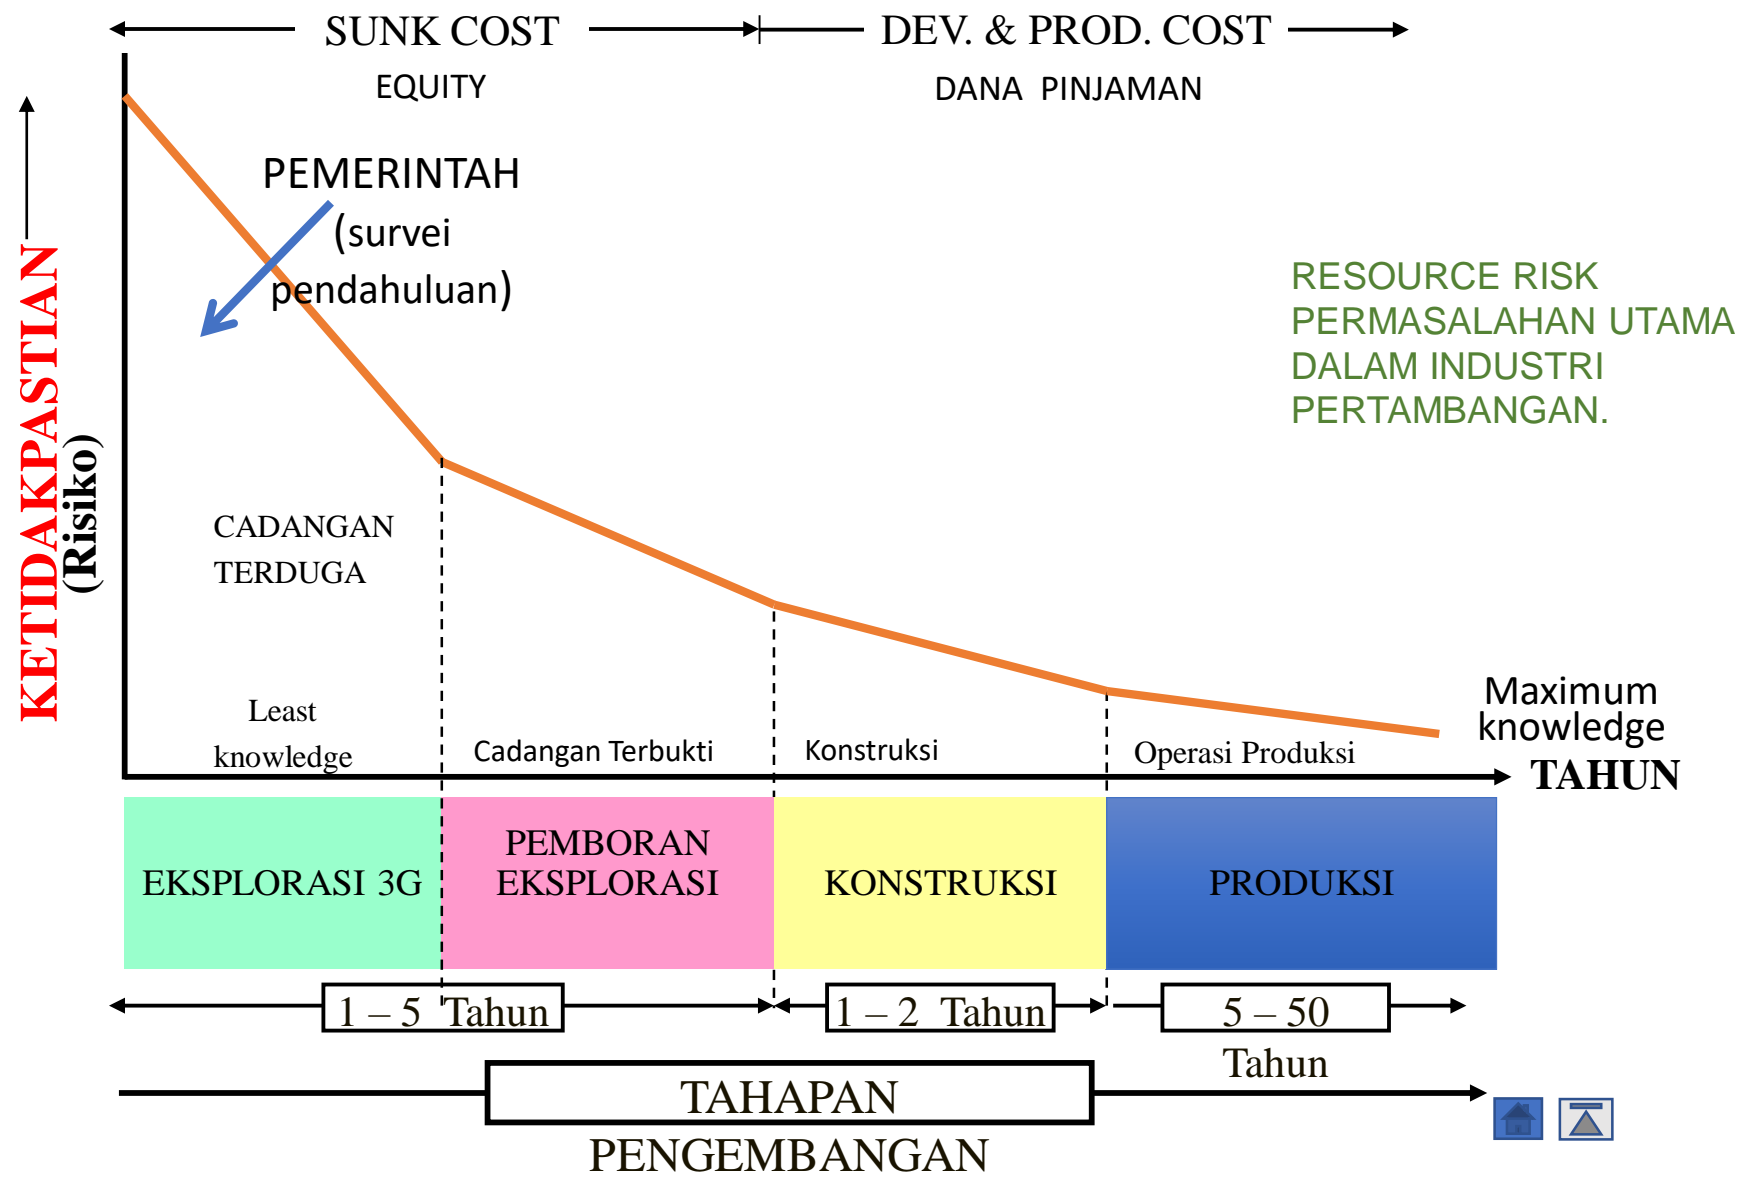 SUNK COST
DEV. & PROD. COST
EQUITY
DANA PINJAMAN
PEMERINTAH
(survei
pendahuluan)
RESOURCE RISK
PERMASALAHAN UTAMA
DALAM INDUSTRI
PERTAMBANGAN.
KETIDAKPASTIAN
(Risiko)
CADANGAN
TERDUGA
Least
knowledge
Cadangan Terbukti
Konstruksi
Operasi Produksi
Maximum
knowledge
TAHUN
EKSPLORASI 3G
PEMBORAN
EKSPLORASI
KONSTRUKSI
PRODUKSI
1 – 5 Tahun
1 – 2 Tahun
5 – 50
Tahun
TAHAPAN
PENGEMBANGAN